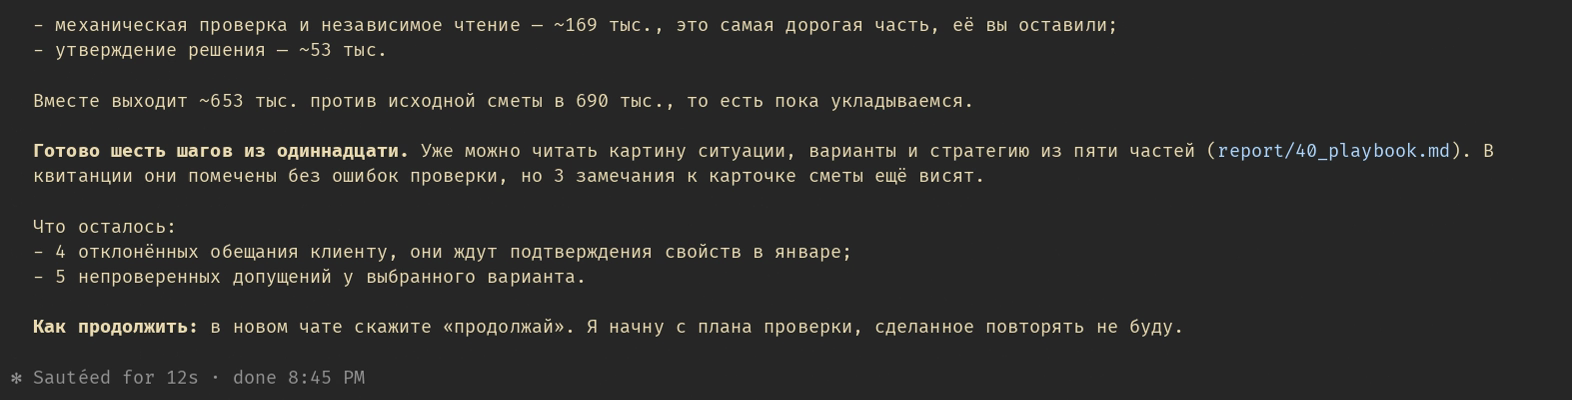 - механическая проверка и независимое чтение — ~169 тыс., это самая дорогая часть, её вы оставили;
- утверждение решения — ~53 тыс.
Вместе выходит ~653 тыс. против исходной сметы в 690 тыс., то есть пока укладываемся.
Готово шесть шагов из одиннадцати. Уже можно читать картину ситуации, варианты и стратегию из пяти частей (report/40_playbook.md). В
квитанции они помечены без ошибок проверки, но 3 замечания к карточке сметы ещё висят.
Что осталось:
- 4 отклонённых обещания клиенту, они ждут подтверждения свойств в январе;
- 5 непроверенных допущений у выбранного варианта.
Как продолжить: в новом чате скажите «продолжай». Я начну с плана проверки, сделанное повторять не буду.
✻ Sautéed for 12s · done 8:45 PM